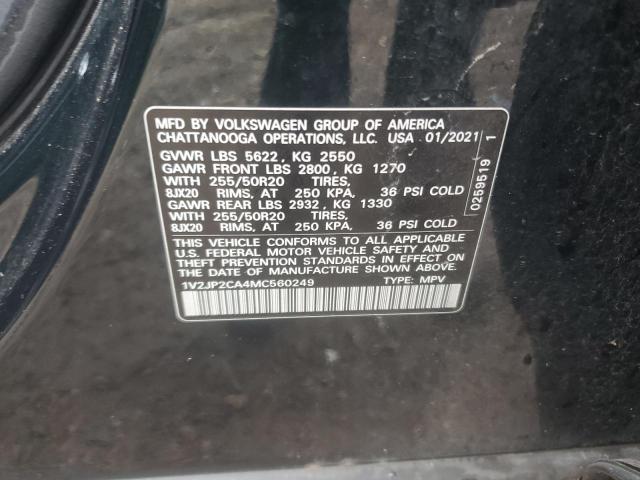 MFD BY VOLKSWAGEN GROUP OF AMERICA
CHATTANOOGA OPERATIONS, LLC. USA 01/2021
GVWR LBS 5622, KG 2550
GAWR FRONT LBS 2800, KG 1270
WITH 255/50R20 TIRES,
8JX20 RIMS, AT 250 KPA, 36 PSI COLD
GAWR REAR LBS 2932, KG 1330
WITH 255/50R20 TIRES,
8JX20 RIMS, AT 250 KPA, 36 PSI COLD
THIS VEHICLE CONFORMS TO ALL APPLICABLE
U.S. FEDERAL MOTOR VEHICLE SAFETY AND
THEFT PREVENTION STANDARDS IN EFFECT ON
THE DATE OF MANUFACTURE SHOWN ABOVE.
1V2JP2CA4MC560249 TYPE: MPV
0259519 1